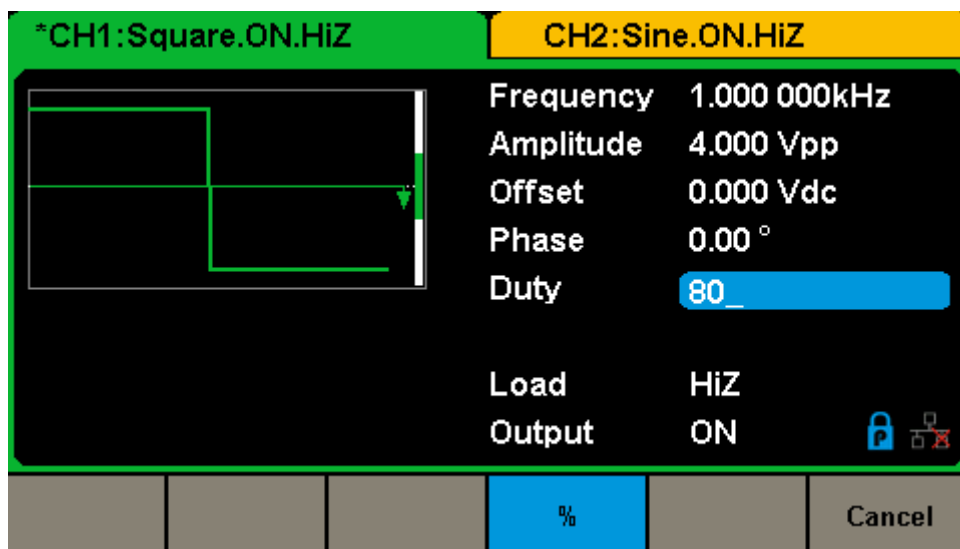 *CH1:Square.ON.HiZ
CH2:Sine.ON.HiZ
Frequency 1.000 000kHz
Amplitude 4.000 Vpp
Offset 0.000 Vdc
Phase 0.00 °
Duty 80_
Load HiZ
Output ON
P
% Cancel